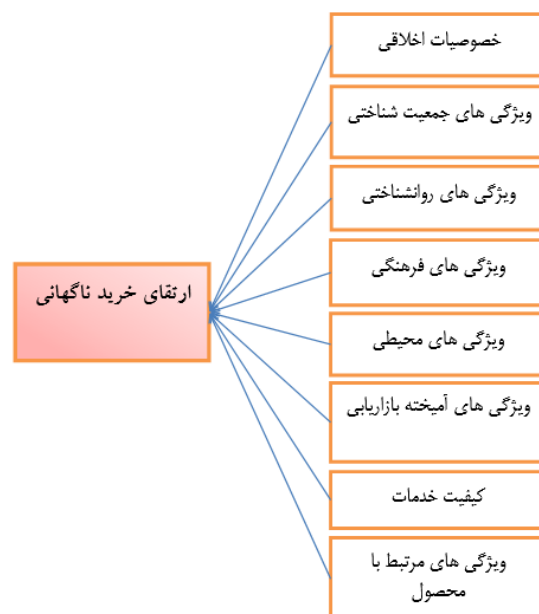 خصوصیات اخلاقی
ویژگی های جمعیت شناختی
ویژگی های روانشناختی
ویژگی های فرهنگی
ارتقای خرید ناگهانی
ویژگی های محیطی
ویژگی های آمیخته بازاریابی
کیفیت خدمات
ویژگی های مرتبط با
محصول